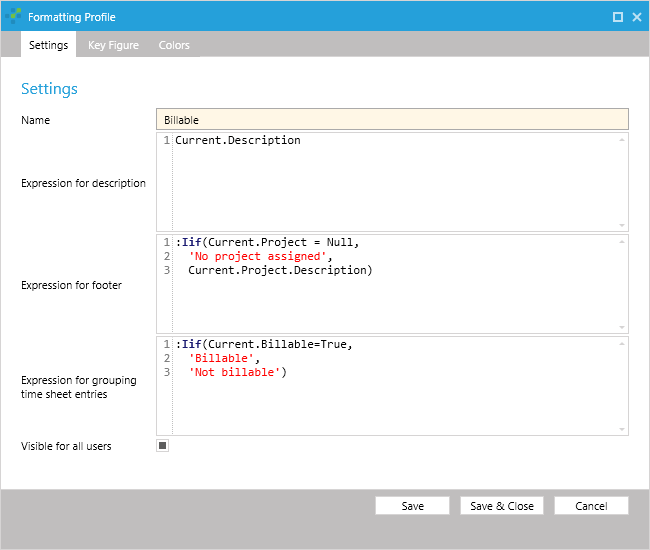 Formatting Profile
Settings Key Figure Colors
Settings
Name Billable
1 Current.Description
Expression for description
1 :Iif(Current.Project = Null,
2 'No project assigned',
3 Current.Project.Description)
Expression for footer
1 :Iif(Current.Billable=True,
2 'Billable',
3 'Not billable')
Expression for grouping
time sheet entries
Visible for all users
Save Save & Close Cancel